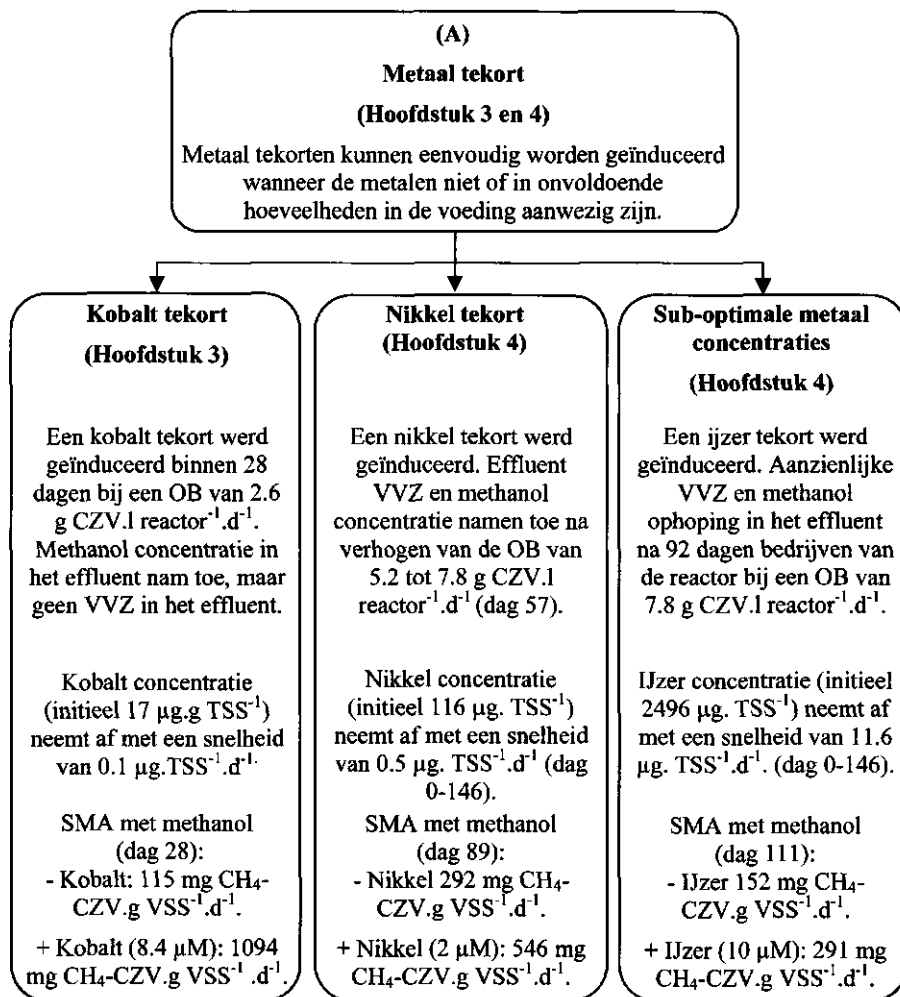 (A)
Metaal tekort
(Hoofdstuk 3 en 4)
Metaal tekorten kunnen eenvoudig worden geïnduceerd
wanneer de metalen niet of in onvoldoende
hoeveelheden in de voeding aanwezig zijn.
Kobalt tekort
(Hoofdstuk 3)
Een kobalt tekort werd
geïnduceerd binnen 28
dagen bij een OB van 2.6
g CZV.l reactor⁻¹.d⁻¹.
Methanol concentratie in
het effluent nam toe, maar
geen VVZ in het effluent.
Kobalt concentratie
(initieel 17 µg.g TSS⁻¹)
neemt af met een snelheid
van 0.1 µg.TSS⁻¹.d⁻¹.
SMA met methanol
(dag 28):
- Kobalt: 115 mg CH₄-
CZV.g VSS⁻¹.d⁻¹.
+ Kobalt (8.4 µM): 1094
mg CH₄-CZV.g VSS⁻¹.d⁻¹.
Nikkel tekort
(Hoofdstuk 4)
Een nikkel tekort werd
geïnduceerd. Effluent
VVZ en methanol
concentratie namen toe na
verhogen van de OB van
5.2 tot 7.8 g CZV.l
reactor⁻¹.d⁻¹ (dag 57).
Nikkel concentratie
(initieel 116 µg. TSS⁻¹)
neemt af met een snelheid
van 0.5 µg. TSS⁻¹.d⁻¹ (dag
0-146).
SMA met methanol
(dag 89):
- Nikkel 292 mg CH₄-
CZV.g VSS⁻¹.d⁻¹.
+ Nikkel (2 µM): 546 mg
CH₄-CZV.g VSS⁻¹.d⁻¹.
Sub-optimale metaal
concentraties
(Hoofdstuk 4)
Een ijzer tekort werd
geïnduceerd. Aanzienlijke
VVZ en methanol
ophoping in het effluent
na 92 dagen bedrijven van
de reactor bij een OB van
7.8 g CZV.l reactor⁻¹.d⁻¹.
IJzer concentratie (initieel
2496 µg. TSS⁻¹) neemt af
met een snelheid van 11.6
µg. TSS⁻¹.d⁻¹. (dag 0-146).
SMA met methanol
(dag 111):
- IJzer 152 mg CH₄-
CZV.g VSS⁻¹.d⁻¹.
+ IJzer (10 µM): 291 mg
CH₄-CZV.g VSS⁻¹.d⁻¹.